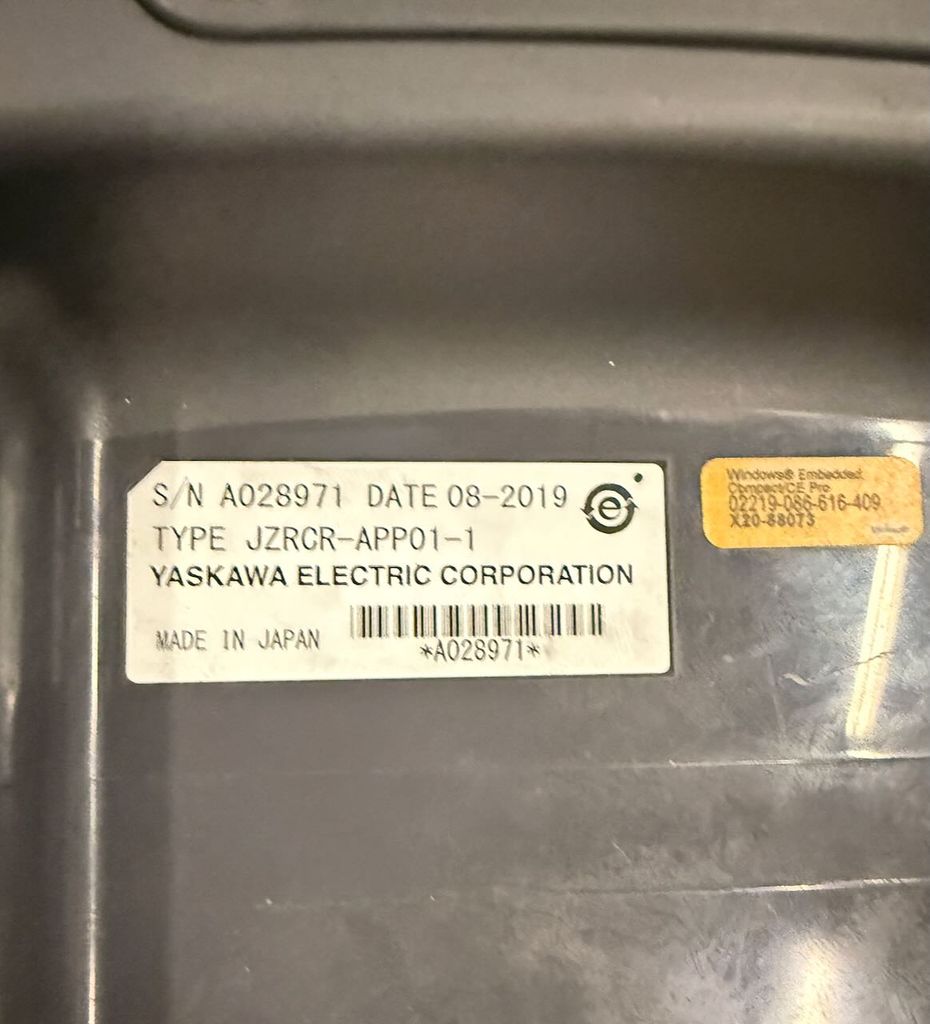 S/N A028971 DATE 08-2019
e
TYPE JZRCR-APP01-1
YASKAWA ELECTRIC CORPORATION
MADE IN JAPAN
*A028971*
Windows® Embedded
Compact CE Pro
02219-086-616-409
X20-88073
Microsoft